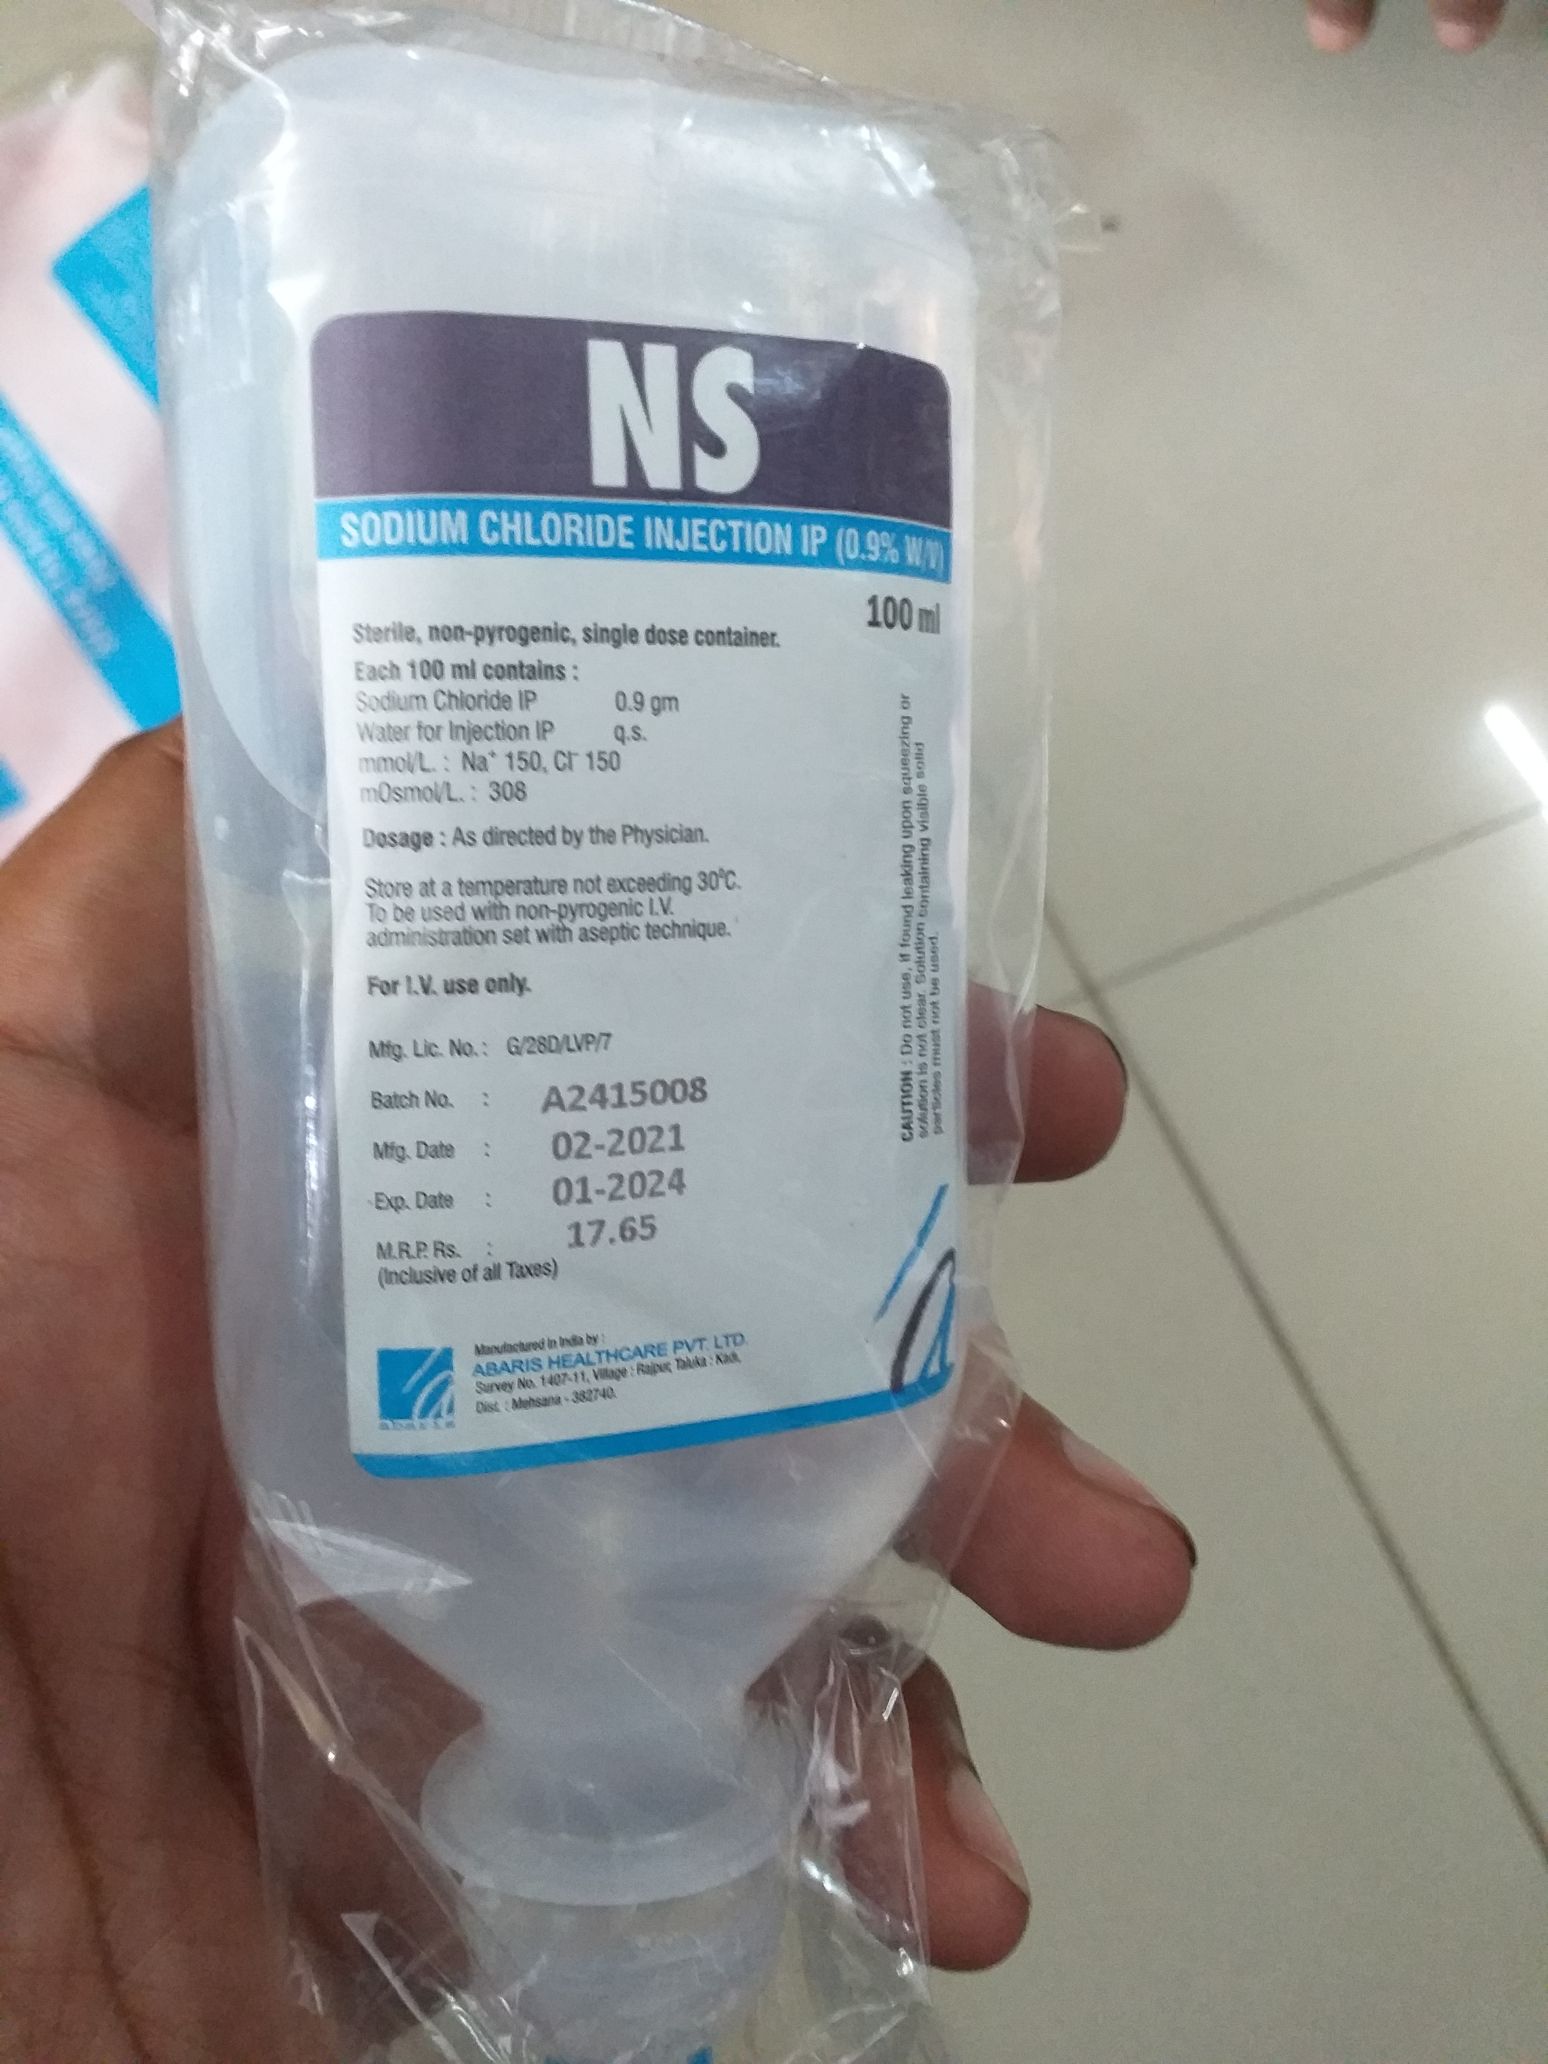 NS
SODIUM CHLORIDE INJECTION IP (0.9% W/V)
100 ml
Sterile, non-pyrogenic, single dose container.
Each 100 ml contains :
Sodium Chloride IP 0.9 gm
Water for Injection IP q.s.
mmol/L. : Na⁺ 150, Cl⁻ 150
mOsmol/L. : 308
Dosage : As directed by the Physician.
Store at a temperature not exceeding 30°C.
To be used with non-pyrogenic I.V.
administration set with aseptic technique.
For I.V. use only.
Mfg. Lic. No. : G/28D/LVP/7
Batch No. : A2415008
Mfg. Date : 02-2021
Exp. Date : 01-2024
M.R.P. Rs. : 17.65
(Inclusive of all Taxes)
Manufactured in India by :
ABARIS HEALTHCARE PVT. LTD.
Survey No. 1407-11, Village : Rajpur, Taluka : Kadi,
Dist. : Mehsana - 382740.
abaris
CAUTION : Do not use, if found leaking upon squeezing or
solution is not clear. Solution containing visible solid
particles must not be used.